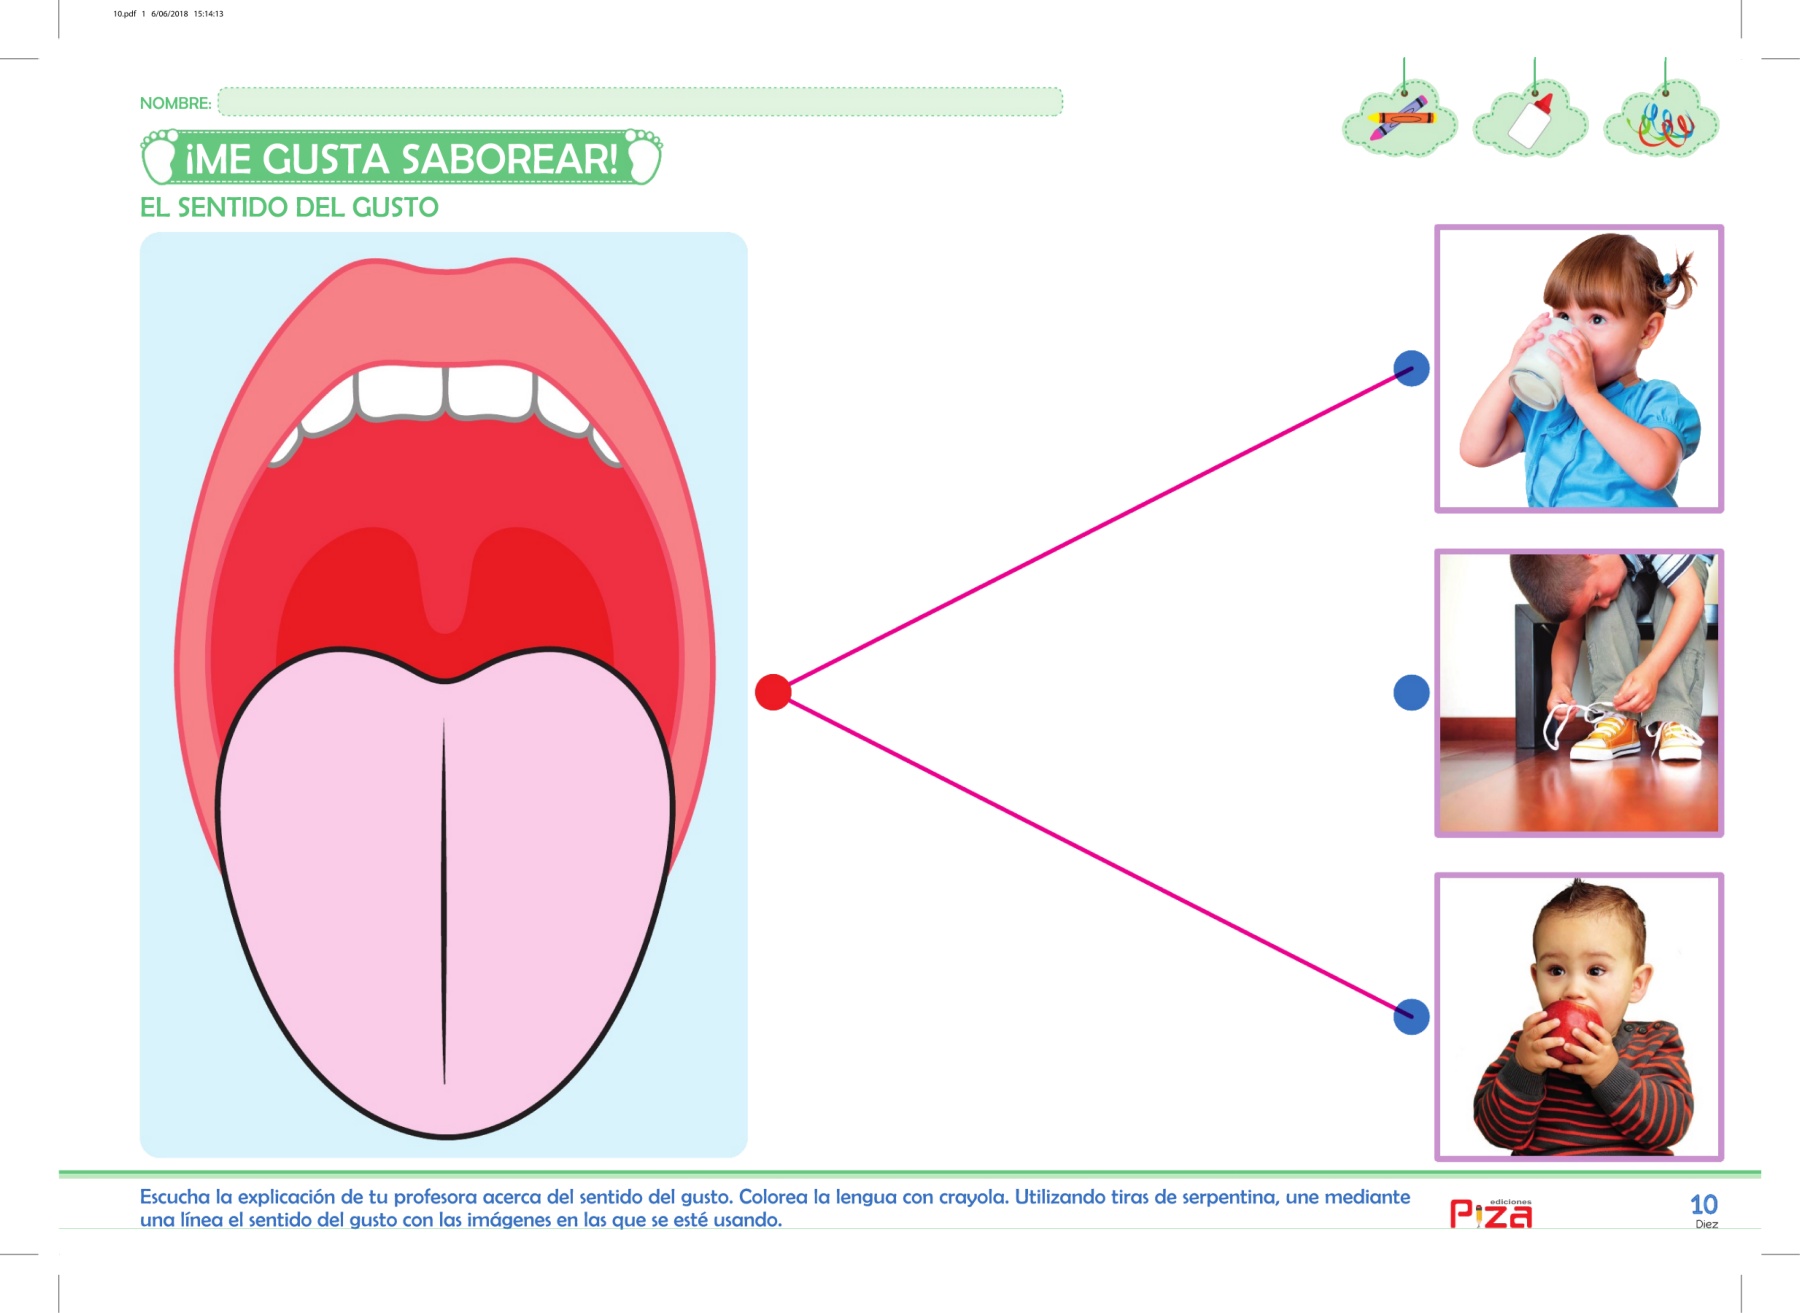 10.pdf 1 6/06/2018 15:14:13
NOMBRE:
¡ME GUSTA SABOREAR!
EL SENTIDO DEL GUSTO
Escucha la explicación de tu profesora acerca del sentido del gusto. Colorea la lengua con crayola. Utilizando tiras de serpentina, une mediante
una línea el sentido del gusto con las imágenes en las que se esté usando.
ediciones
Piza
10
Diez